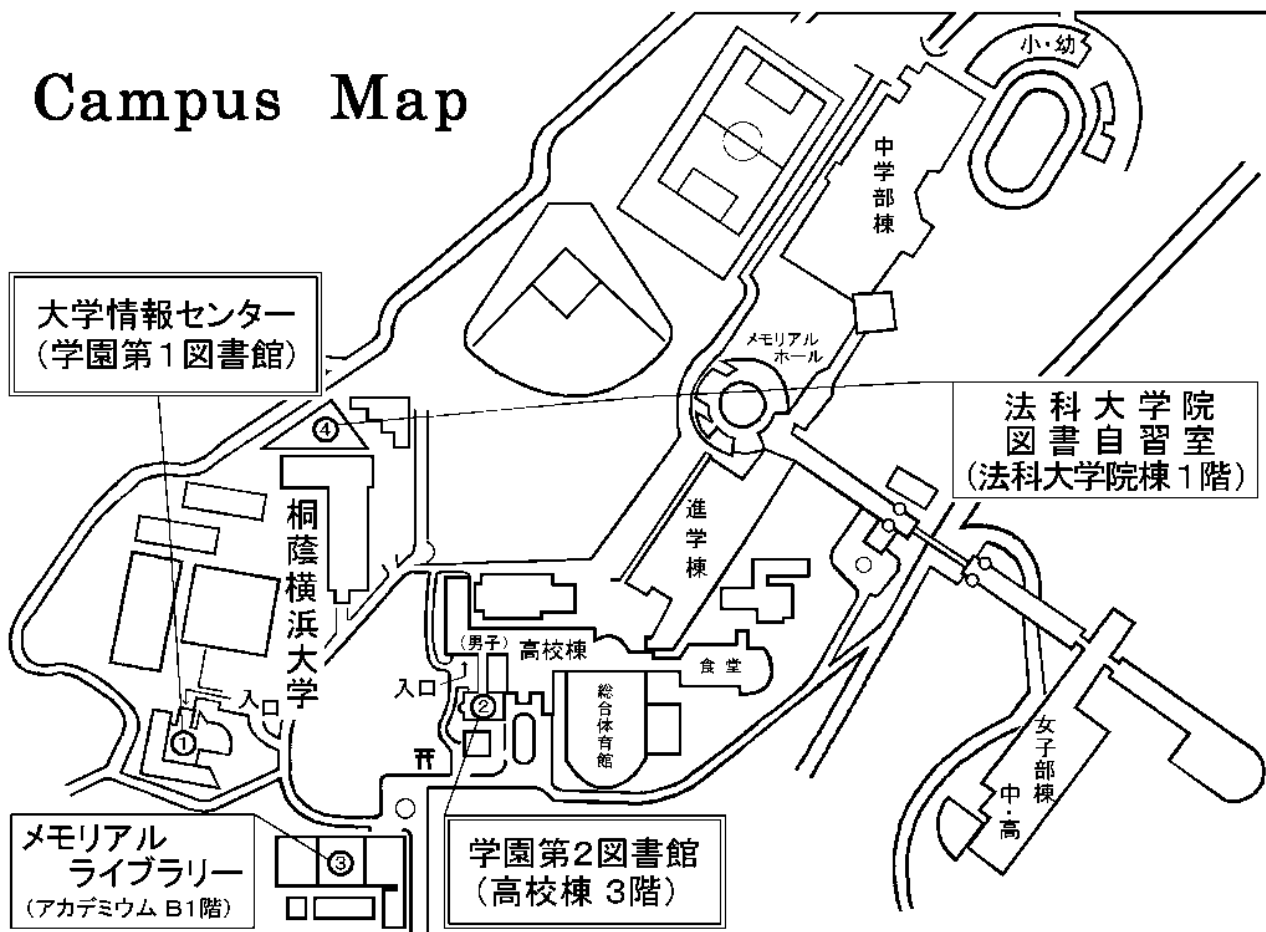 Campus Map
小・幼
中学部棟
大学情報センター
(学園第1図書館)
メモリアル
ホール
法科大学院
図書自習室
(法科大学院棟1階)
④
桐蔭横浜大学
進学棟
(男子)
高校棟
食堂
入口
入口
②
総合体育館
①
女子部棟
中・高
メモリアル
ライブラリー
(アカデミウム B1階)
③
学園第2図書館
(高校棟 3階)